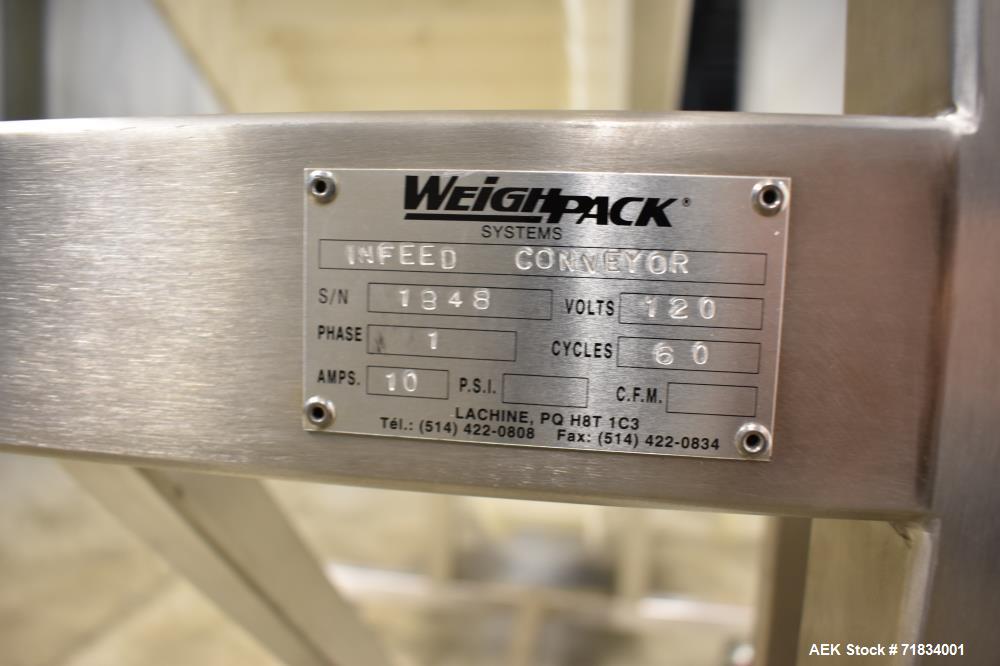 WEIGHPACK®
SYSTEMS
INFEED CONVEYOR
S/N 1848 VOLTS 120
PHASE 1 CYCLES 60
AMPS. 10 P.S.I. C.F.M.
LACHINE, PQ H8T 1C3
Tél.: (514) 422-0808 Fax: (514) 422-0834
AEK Stock # 71834001